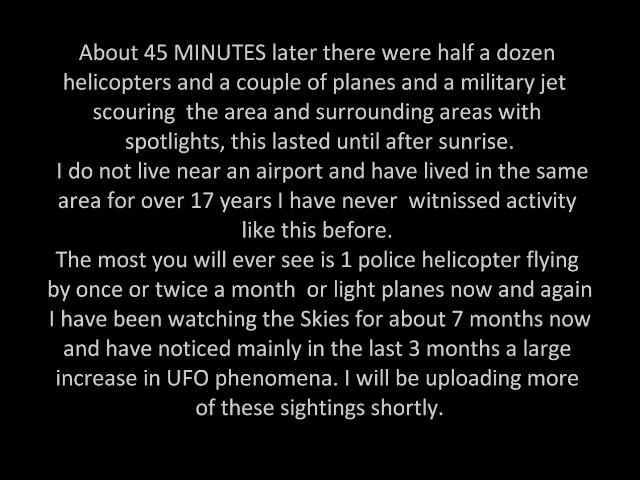 About 45 MINUTES later there were half a dozen
helicopters and a couple of planes and a military jet
scouring  the area and surrounding areas with
spotlights, this lasted until after sunrise.
I do not live near an airport and have lived in the same
area for over 17 years I have never  witnissed activity
like this before.
The most you will ever see is 1 police helicopter flying
by once or twice a month  or light planes now and again
I have been watching the Skies for about 7 months now
and have noticed mainly in the last 3 months a large
increase in UFO phenomena. I will be uploading more
of these sightings shortly.